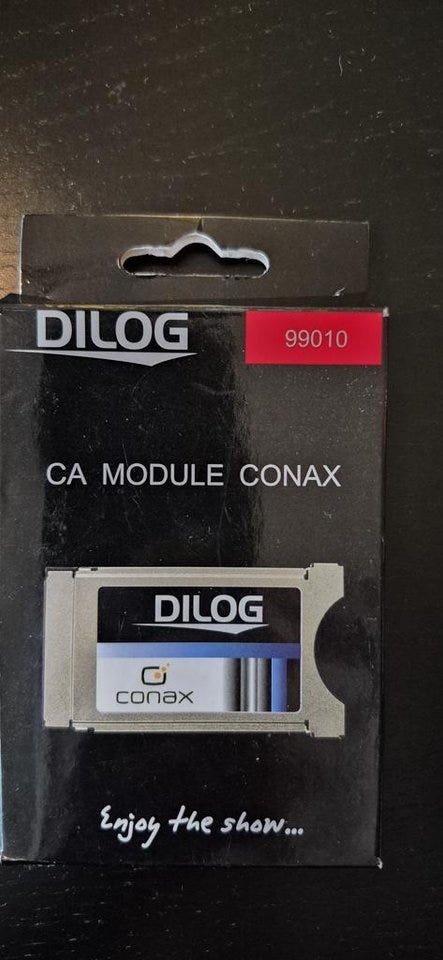 DILOG
99010
CA MODULE CONAX
DILOG
conax
Enjoy the show...